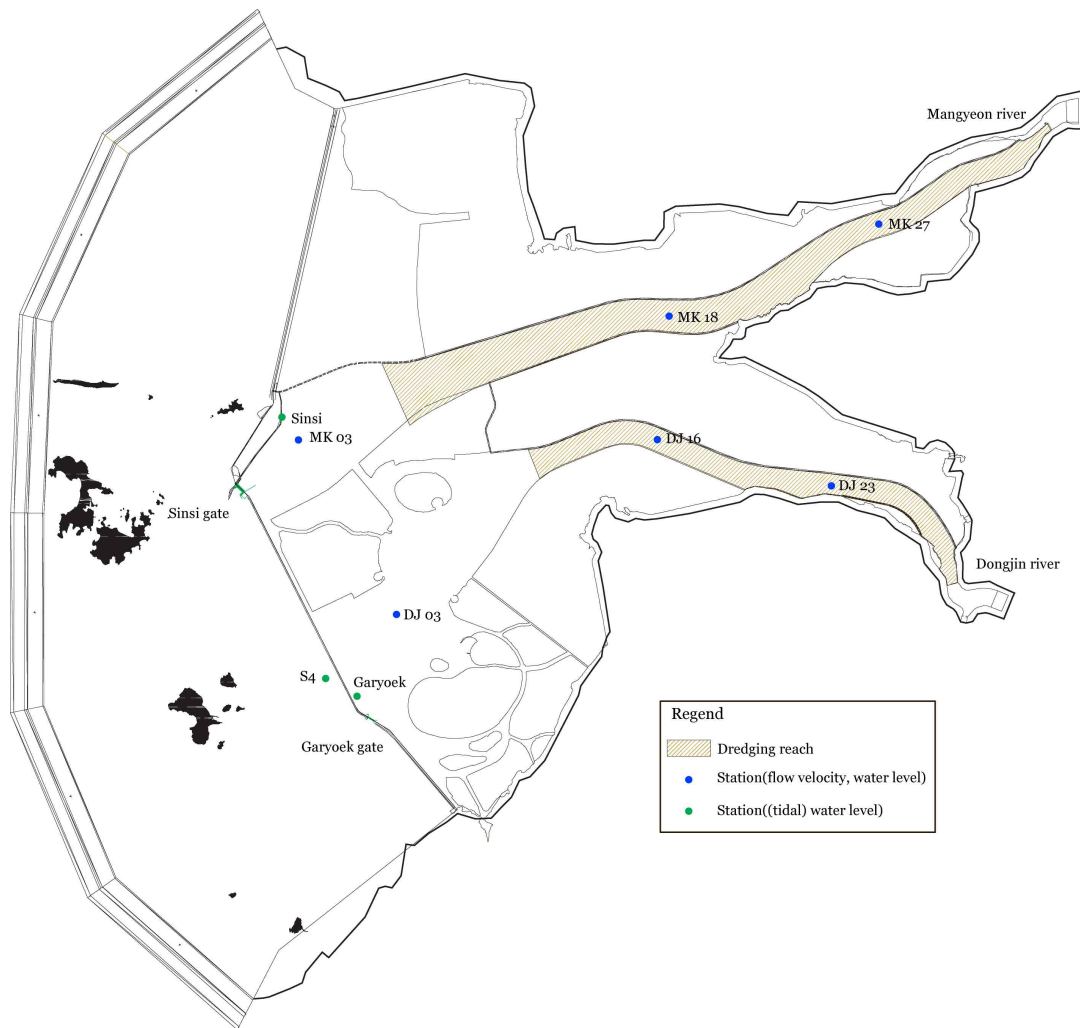 Mangyeon river
MK 27
MK 18
Sinsi
MK 03
DJ 16
DJ 23
Sinsi gate
Dongjin river
DJ 03
S4
Garyoek
Garyoek gate
Regend
Dredging reach
Station(flow velocity, water level)
Station((tidal) water level)